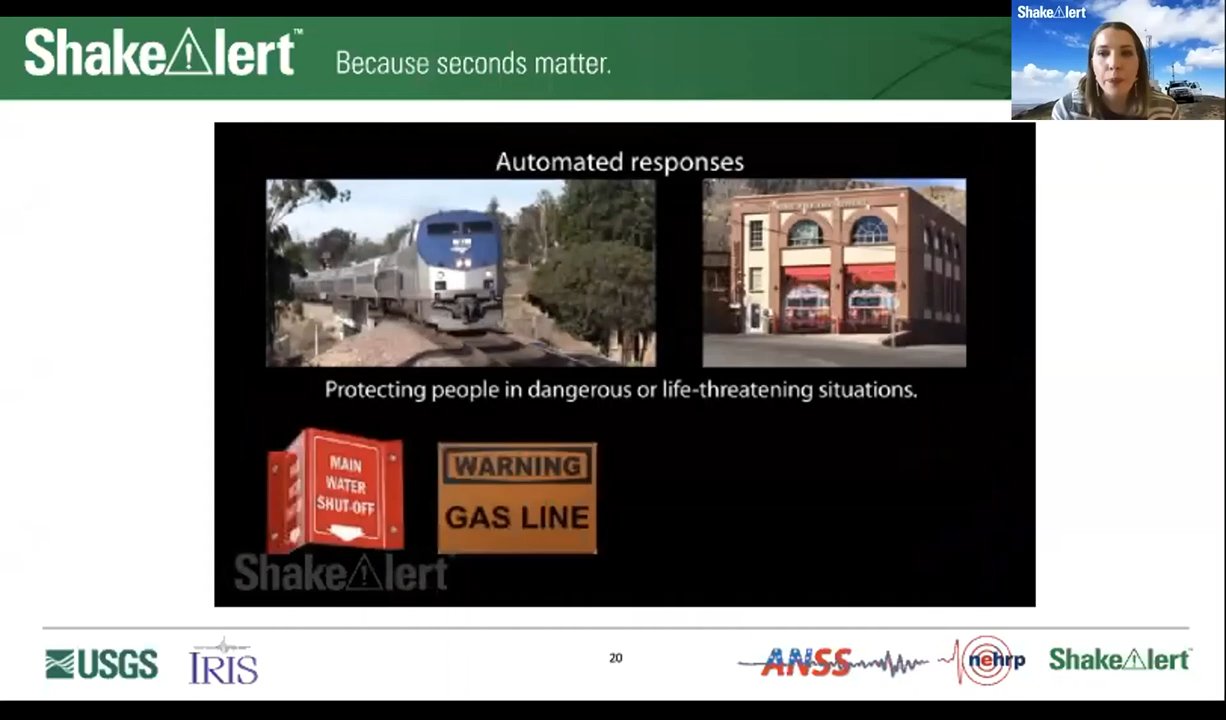 ShakeAlert™
Because seconds matter.
ShakeAlert
Automated responses
Protecting people in dangerous or life-threatening situations.
MAIN
WATER
SHUT-OFF
WARNING
GAS LINE
ShakeAlert
USGS
IRIS
20
ANSS
nehrp
ShakeAlert